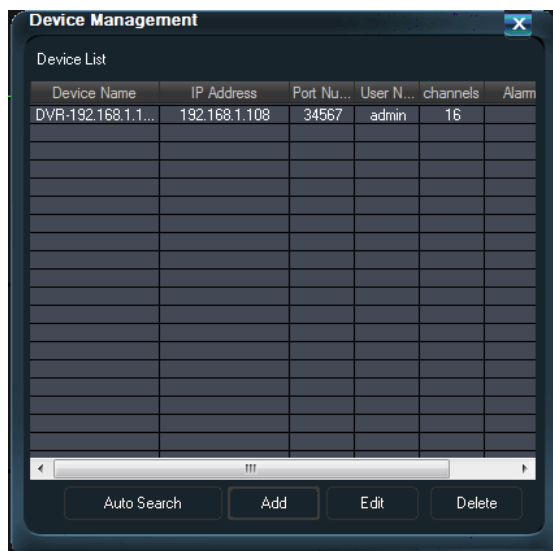 Device Management
X
Device List
Device Name IP Address Port Nu... User N... channels Alarm
DVR-192.168.1.1... 192.168.1.108 34567 admin 16
Auto Search Add Edit Delete